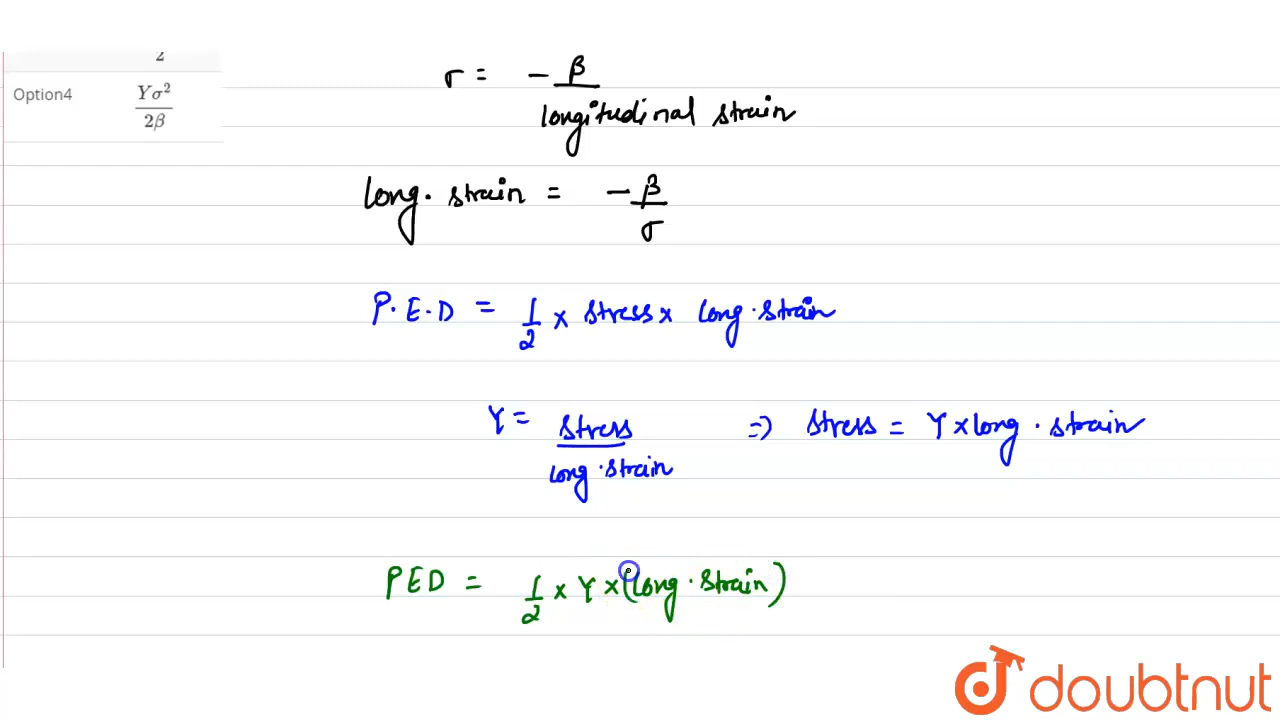 2
σ = - β / longitudinal strain
Option4 Yσ² / 2β
long. strain = - β / σ
P.E.D = 1/2 × stress × long. strain
Y = stress / long. strain ⇒ stress = Y × long. strain
PED = 1/2 × Y × (long. strain)
doubtnut